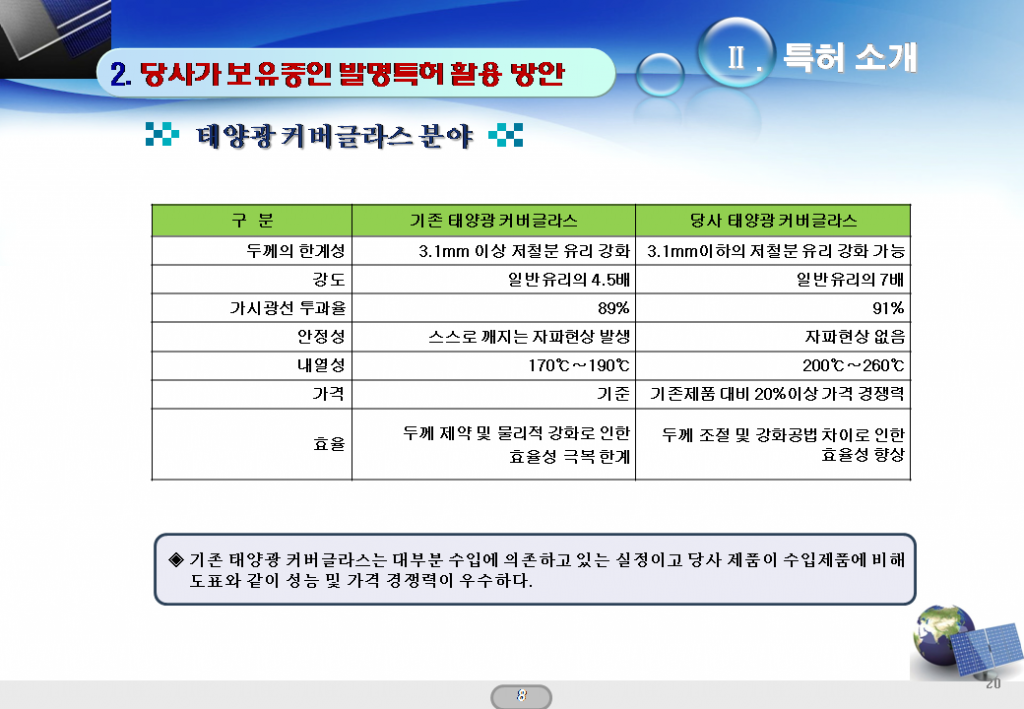 Ⅱ. 특허 소개
2. 당사가 보유중인 발명특허 활용 방안
태양광 커버글라스 분야
구 분 기존 태양광 커버글라스 당사 태양광 커버글라스
두께의 한계성 3.1mm 이상 저철분 유리 강화 3.1mm이하의 저철분 유리 강화 가능
강도 일반유리의 4.5배 일반유리의 7배
가시광선 투과율 89% 91%
안정성 스스로 깨지는 자파현상 발생 자파현상 없음
내열성 170℃~190℃ 200℃~260℃
가격 기준 기존제품 대비 20%이상 가격 경쟁력
효율 두께 제약 및 물리적 강화로 인한 두께 조절 및 강화공법 차이로 인한
효율성 극복 한계 효율성 향상
◈ 기존 태양광 커버글라스는 대부분 수입에 의존하고 있는 실정이고 당사 제품이 수입제품에 비해
도표와 같이 성능 및 가격 경쟁력이 우수하다.
8
20